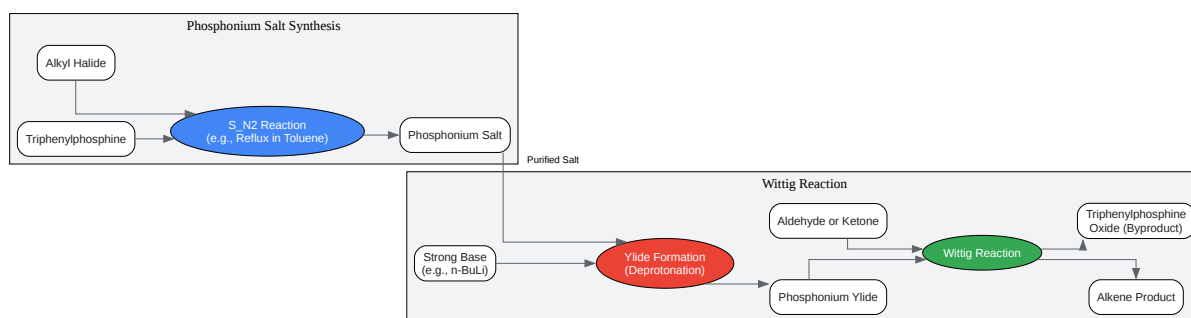 Phosphonium Salt Synthesis
Alkyl Halide
S_N2 Reaction
(e.g., Reflux in Toluene)
Triphenylphosphine
Phosphonium Salt
Purified Salt
Wittig Reaction
Aldehyde or Ketone
Triphenylphosphine
Oxide (Byproduct)
Strong Base
(e.g., n-BuLi)
Ylide Formation
(Deprotonation)
Wittig Reaction
Phosphonium Ylide
Alkene Product